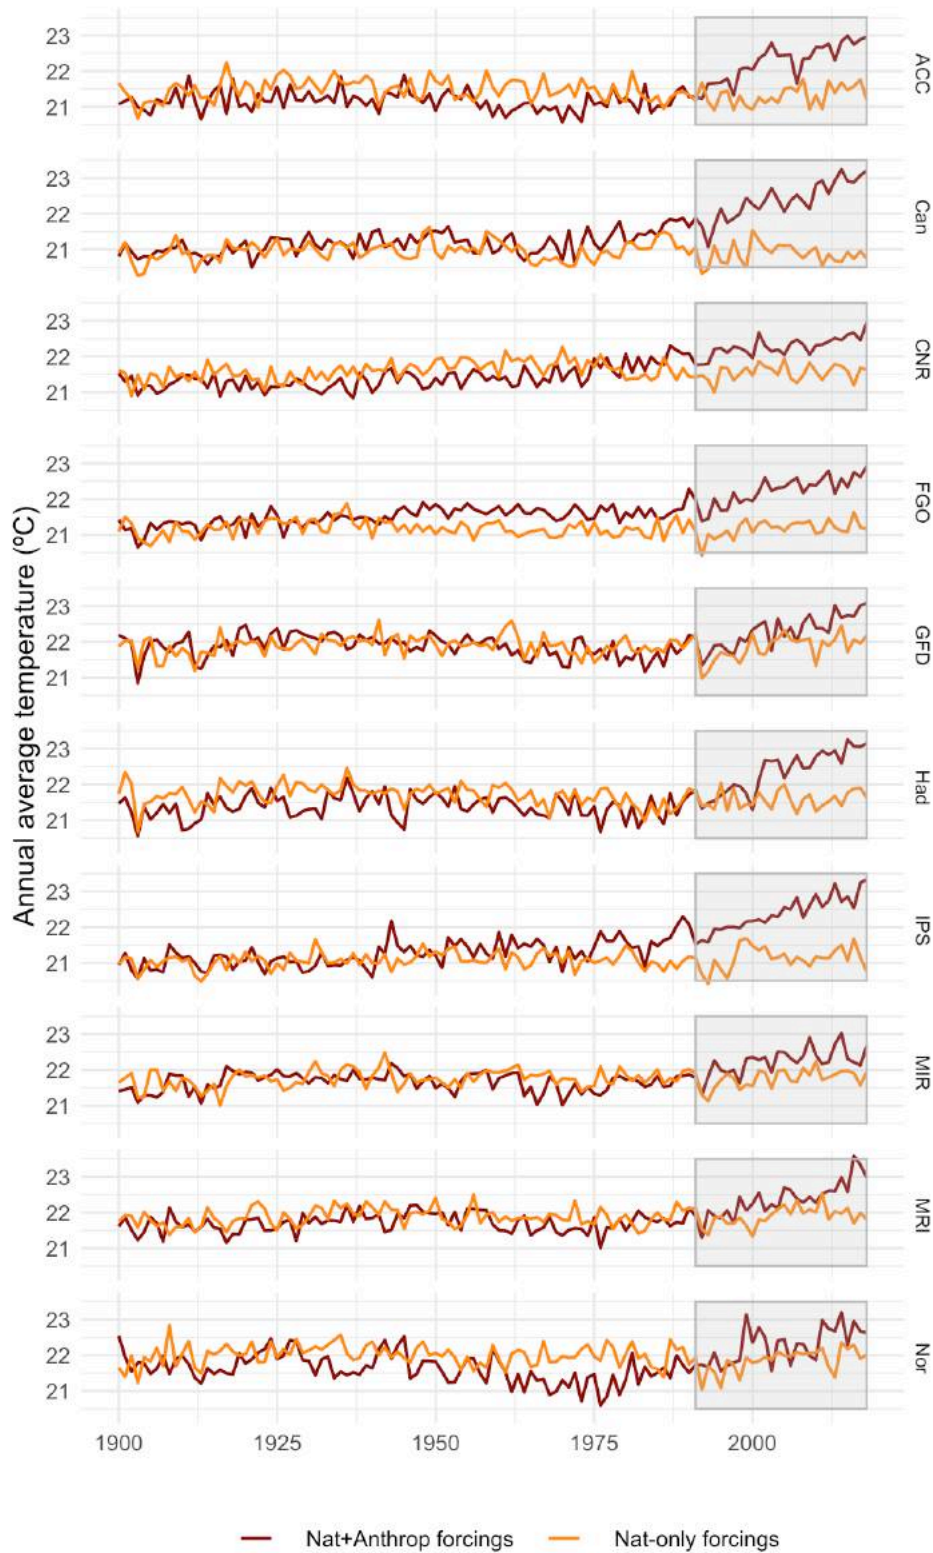 Annual average temperature (ºC)
23
22
21
ACC
23
22
21
Can
23
22
21
CNR
23
22
21
FGO
23
22
21
GFD
23
22
21
Had
23
22
21
IPS
23
22
21
MIR
23
22
21
MRI
23
22
21
Nor
1900 1925 1950 1975 2000
Nat+Anthrop forcings Nat-only forcings